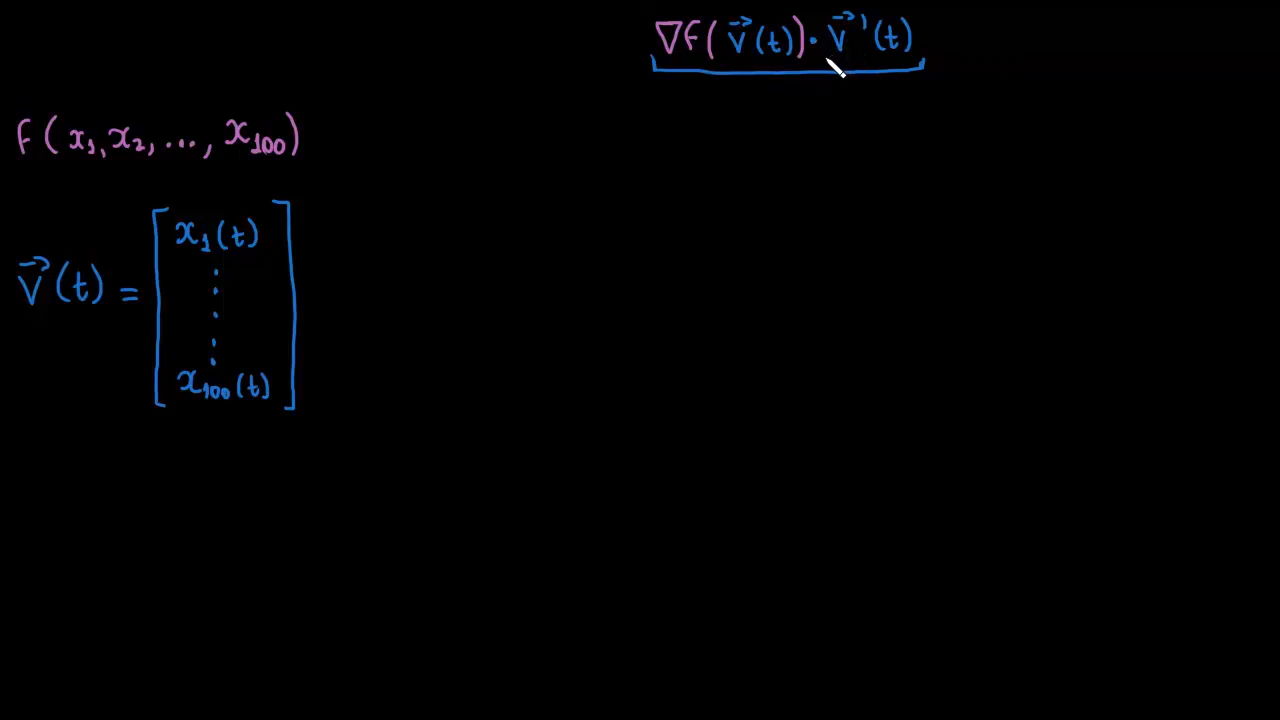 ∇f( v⃗(t))·v⃗'(t)
f(x₁,x₂,...,x₁₀₀)
v⃗(t) = [ x₁(t) ⋮ x₁₀₀(t) ]